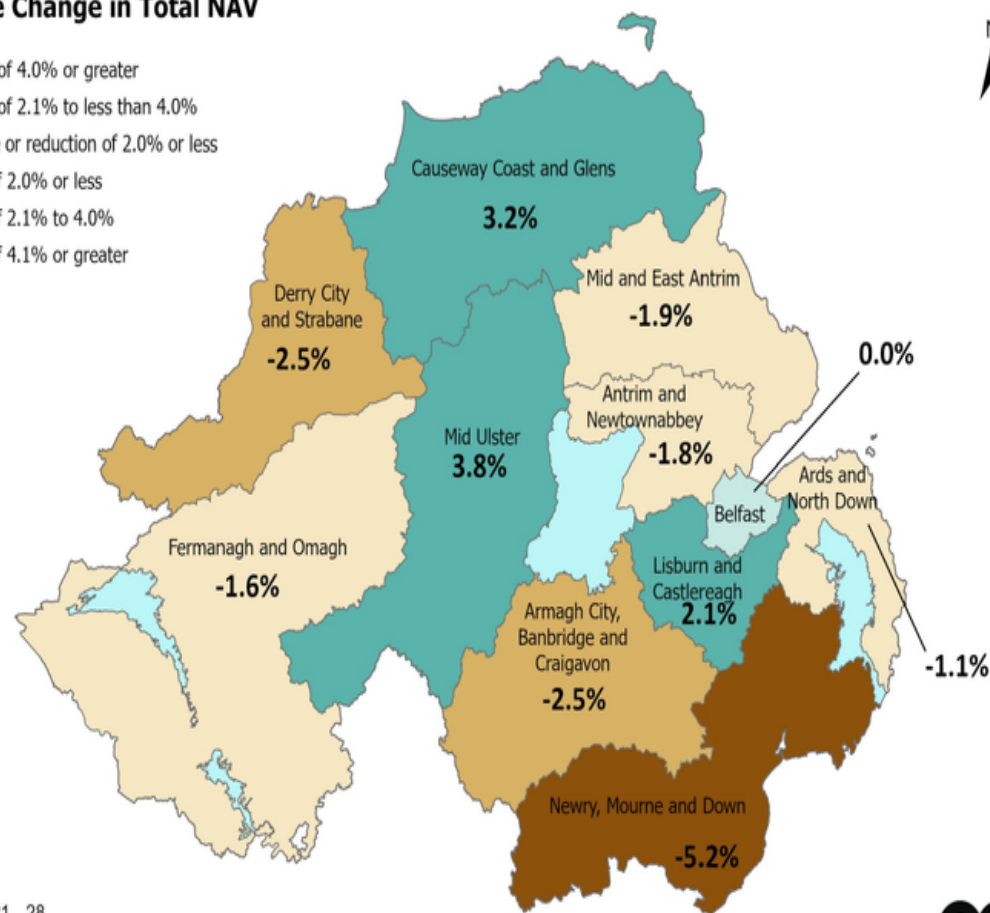 Change in Total NAV
of 4.0% or greater
of 2.1% to less than 4.0%
or reduction of 2.0% or less
2.0% or less
2.1% to 4.0%
4.1% or greater
Causeway Coast and Glens
3.2%
Derry City
and Strabane
-2.5%
Mid and East Antrim
-1.9%
0.0%
Antrim and
Newtownabbey
-1.8%
Mid Ulster
3.8%
Ards and
North Down
Belfast
Fermanagh and Omagh
-1.6%
Lisburn and
Castlereagh
2.1%
Armagh City,
Banbridge and
Craigavon
-2.5%
-1.1%
Newry, Mourne and Down
-5.2%